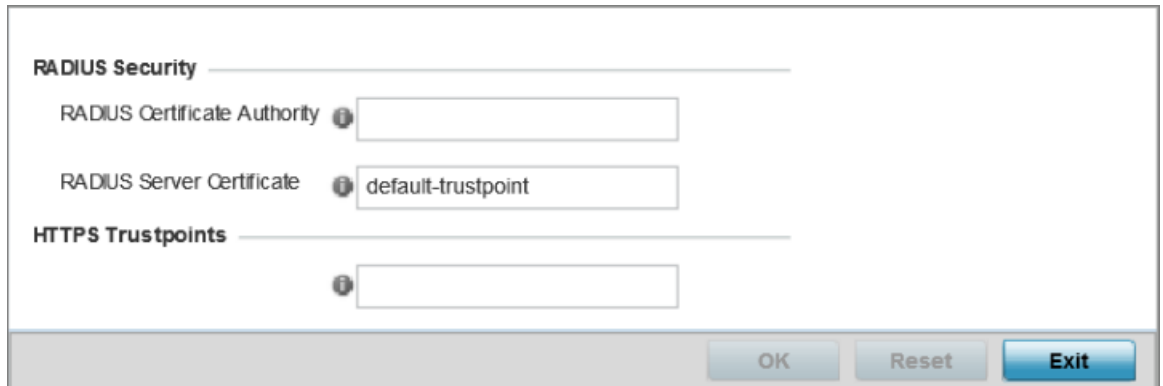 RADIUS Security
RADIUS Certificate Authority
RADIUS Server Certificate default-trustpoint
HTTPS Trustpoints
OK Reset Exit